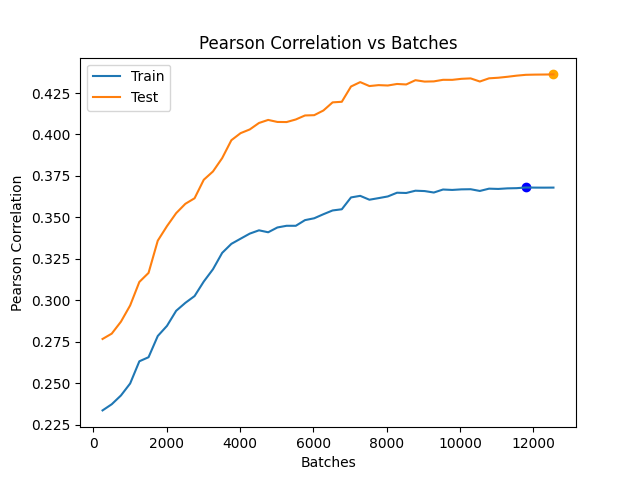 Pearson Correlation vs Batches
Train
Test
Pearson Correlation
0.425
0.400
0.375
0.350
0.325
0.300
0.275
0.250
0.225
0 2000 4000 6000 8000 10000 12000
Batches